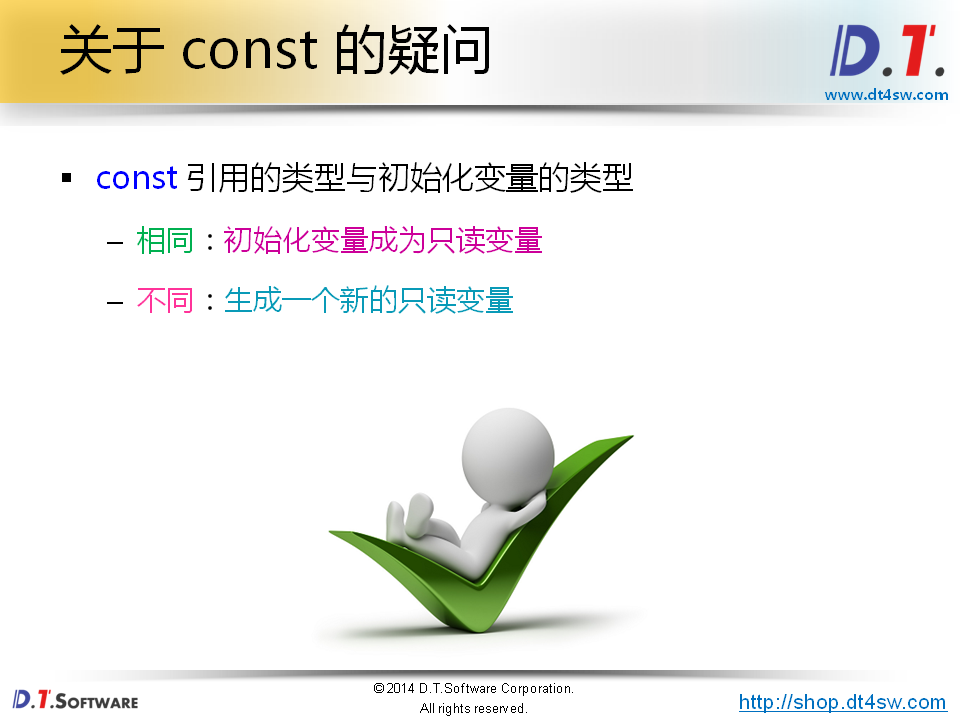 关于 const 的疑问
D.T.
www.dt4sw.com
▪ const 引用的类型与初始化变量的类型
– 相同：初始化变量成为只读变量
– 不同：生成一个新的只读变量
D.T.SOFTWARE
©2014 D.T.Software Corporation.
All rights reserved.
http://shop.dt4sw.com